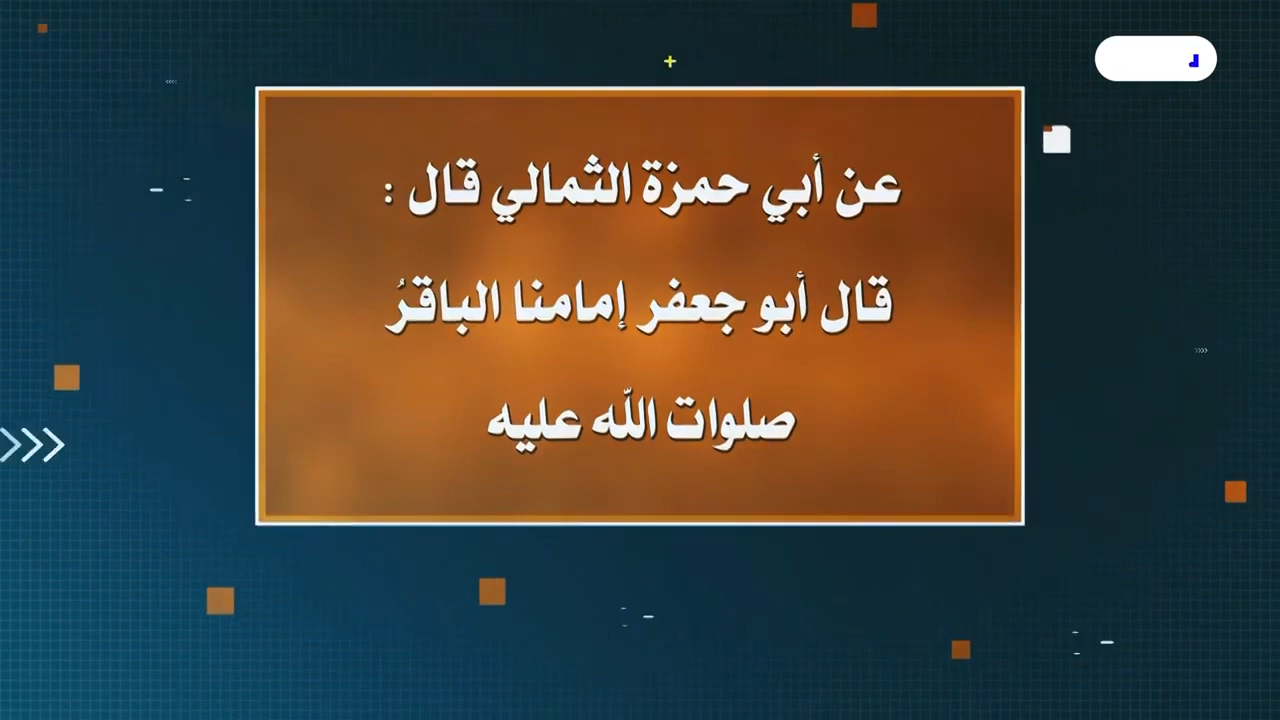 عن أبي حمزة الثمالي قال :
قال أبو جعفر إمامنا الباقرُ
صلوات اللّه عليه